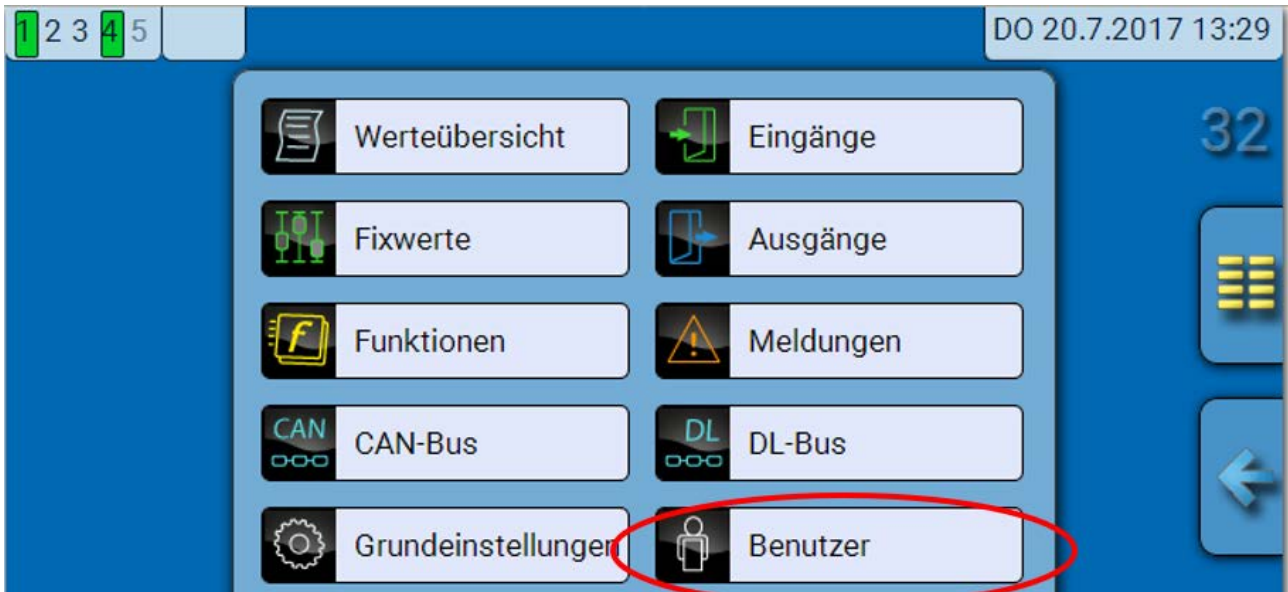 1 2 3 4 5
DO 20.7.2017 13:29
32
Werteübersicht
Eingänge
Fixwerte
Ausgänge
f Funktionen
Meldungen
CAN CAN-Bus
DL DL-Bus
Grundeinstellungen
Benutzer